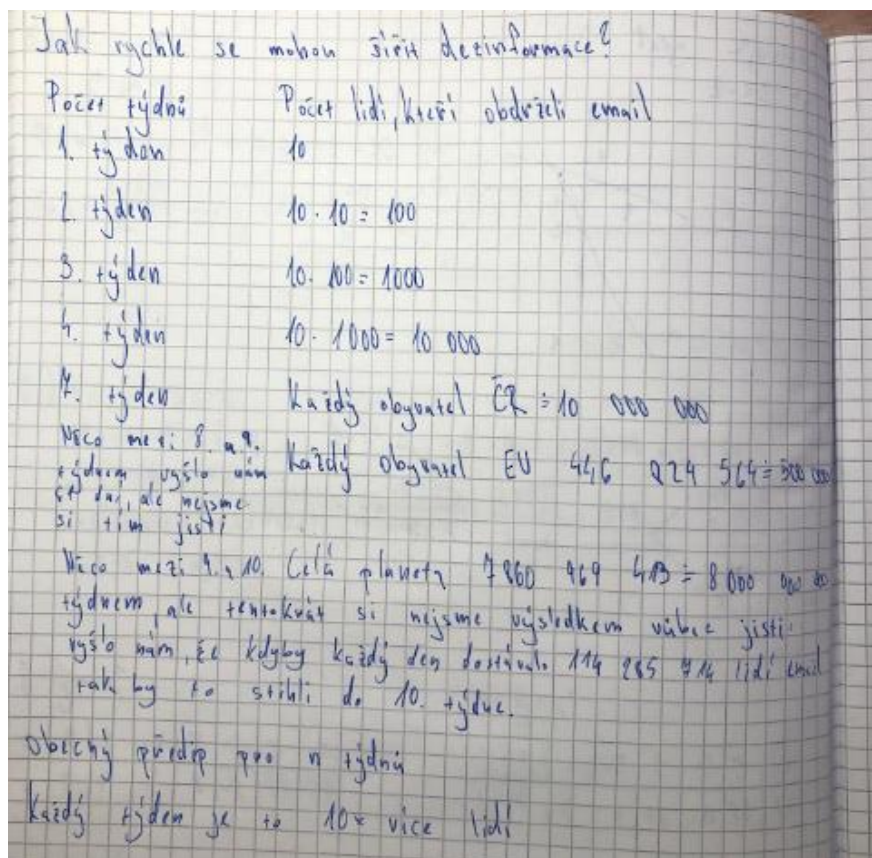 Jak rychle se mohou šířit dezinformace?
Počet týdnů Počet lidí, kteří obdrželi email
1. týden 10
2. týden 10 · 10 = 100
3. týden 10 · 100 = 1000
4. týden 10 · 1000 = 10 000
7. týden Každý obyvatel ČR ≐ 10 000 000
Něco mezi 8. a 9.
týdnem vyšlo nám Každý obyvatel EU 446 824 564 ≐ 500 000
dní, ale nejsme
si tím jisti
Něco mezi 9. a 10. Celá planeta 7 860 969 413 ≐ 8 000 000 000
týdnem, ale tentokrát si nejsme výsledkem vůbec jisti.
vyšlo nám, že kdyby každý den dostávalo 114 285 714 lidí email
tak by to stihli do 10. týdne.
Obecný předpis pro n týdnů
Každý týden je to 10× více lidí